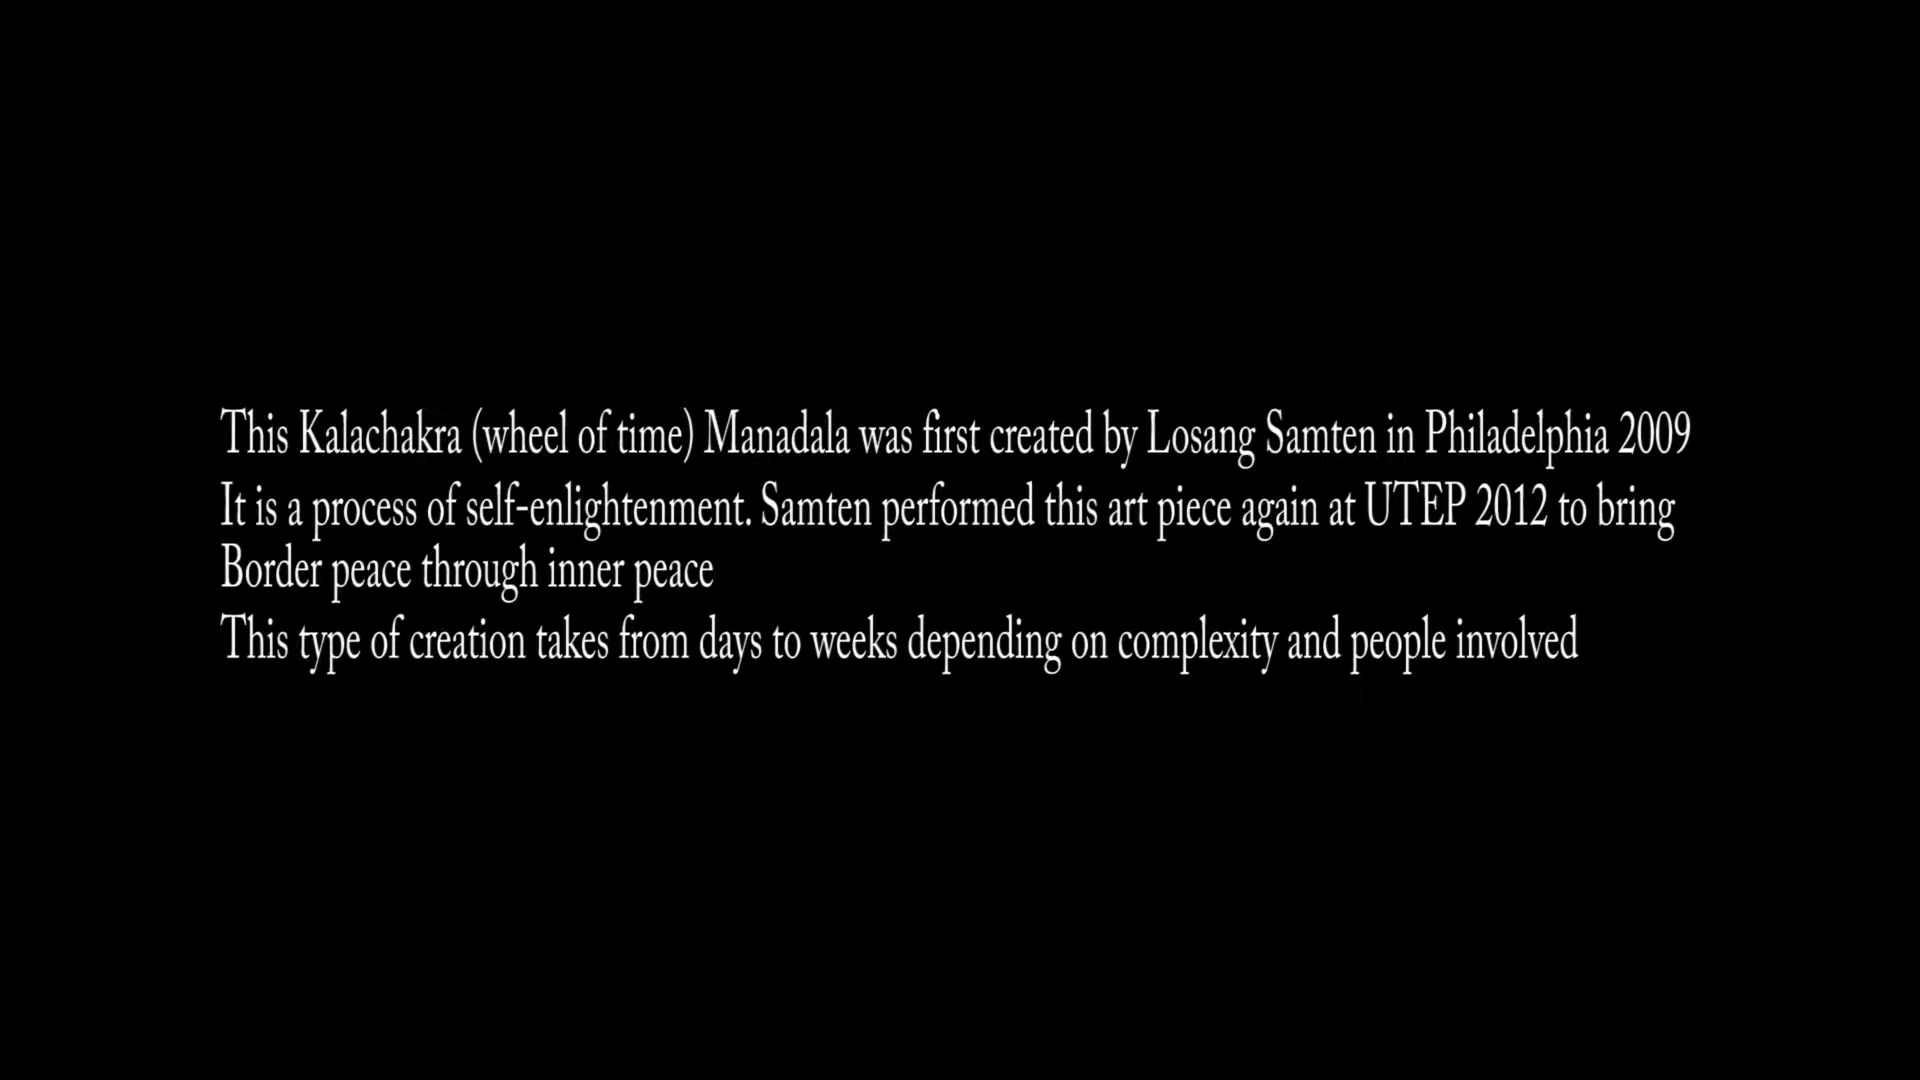 This Kalachakra (wheel of time) Manadala was first created by Losang Samten in Philadelphia 2009
It is a process of self-enlightenment. Samten performed this art piece again at UTEP 2012 to bring
Border peace through inner peace
This type of creation takes from days to weeks depending on complexity and people involved